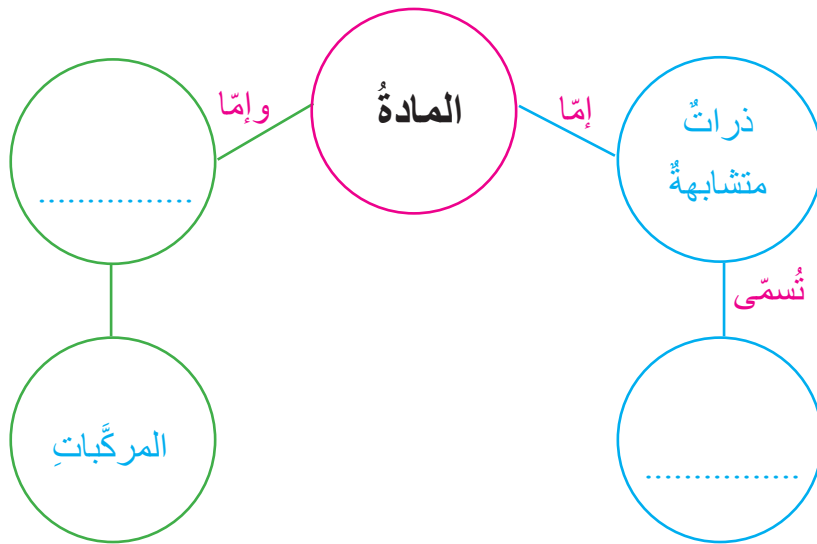 المادةُ
إمّا
وإمّا
ذراتٌ
متشابهةٌ
................
تُسمّى
المركَّباتِ
................